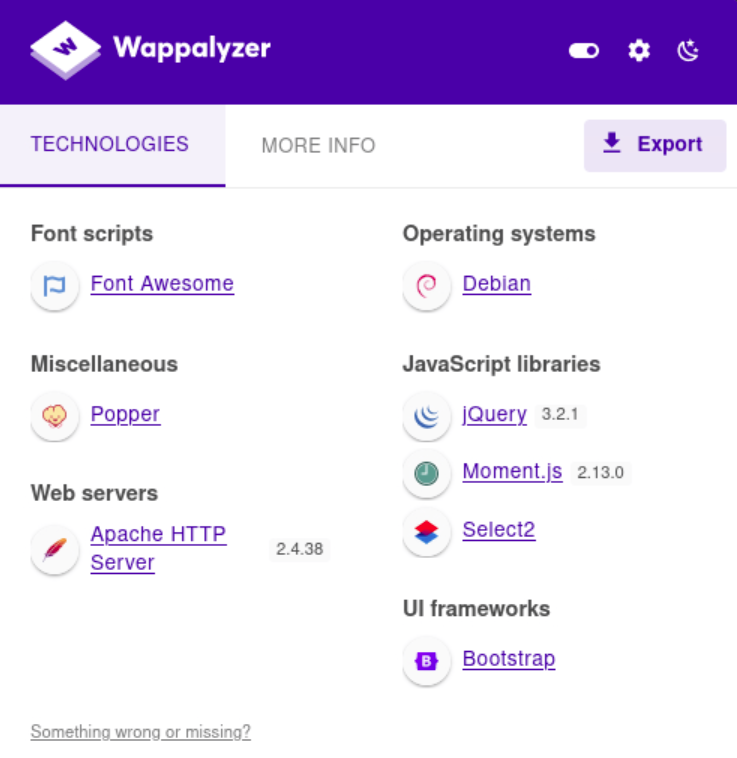 Wappalyzer
TECHNOLOGIES
MORE INFO
Export
Font scripts
Font Awesome
Miscellaneous
Popper
Web servers
Apache HTTP
Server
2.4.38
Operating systems
Debian
JavaScript libraries
jQuery 3.2.1
Moment.js 2.13.0
Select2
UI frameworks
Bootstrap
Something wrong or missing?